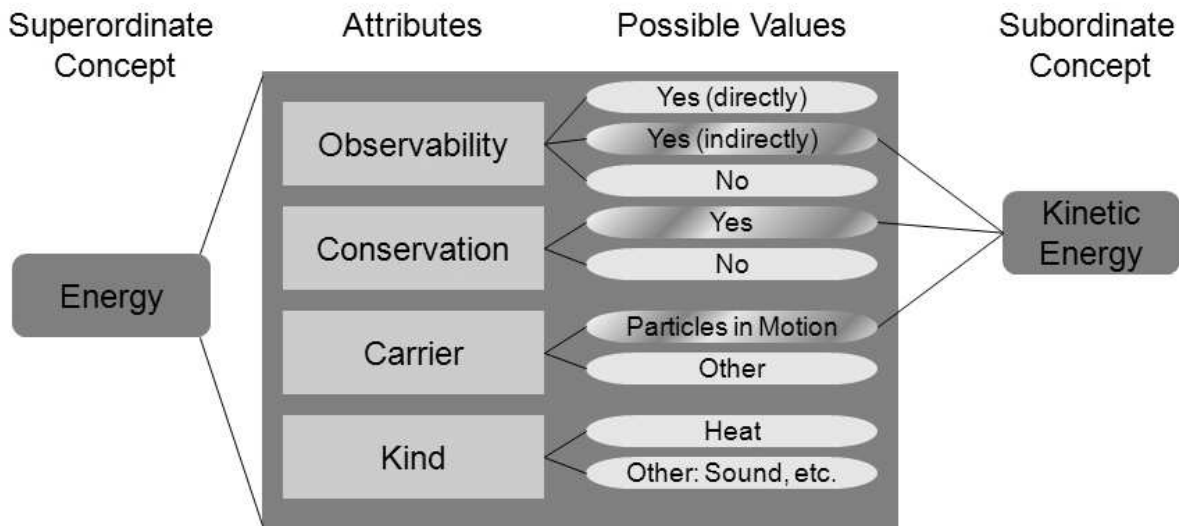 Superordinate
Concept
Attributes
Possible Values
Subordinate
Concept
Energy
Observability
Yes (directly)
Yes (indirectly)
No
Conservation
Yes
No
Carrier
Particles in Motion
Other
Kind
Heat
Other: Sound, etc.
Kinetic
Energy